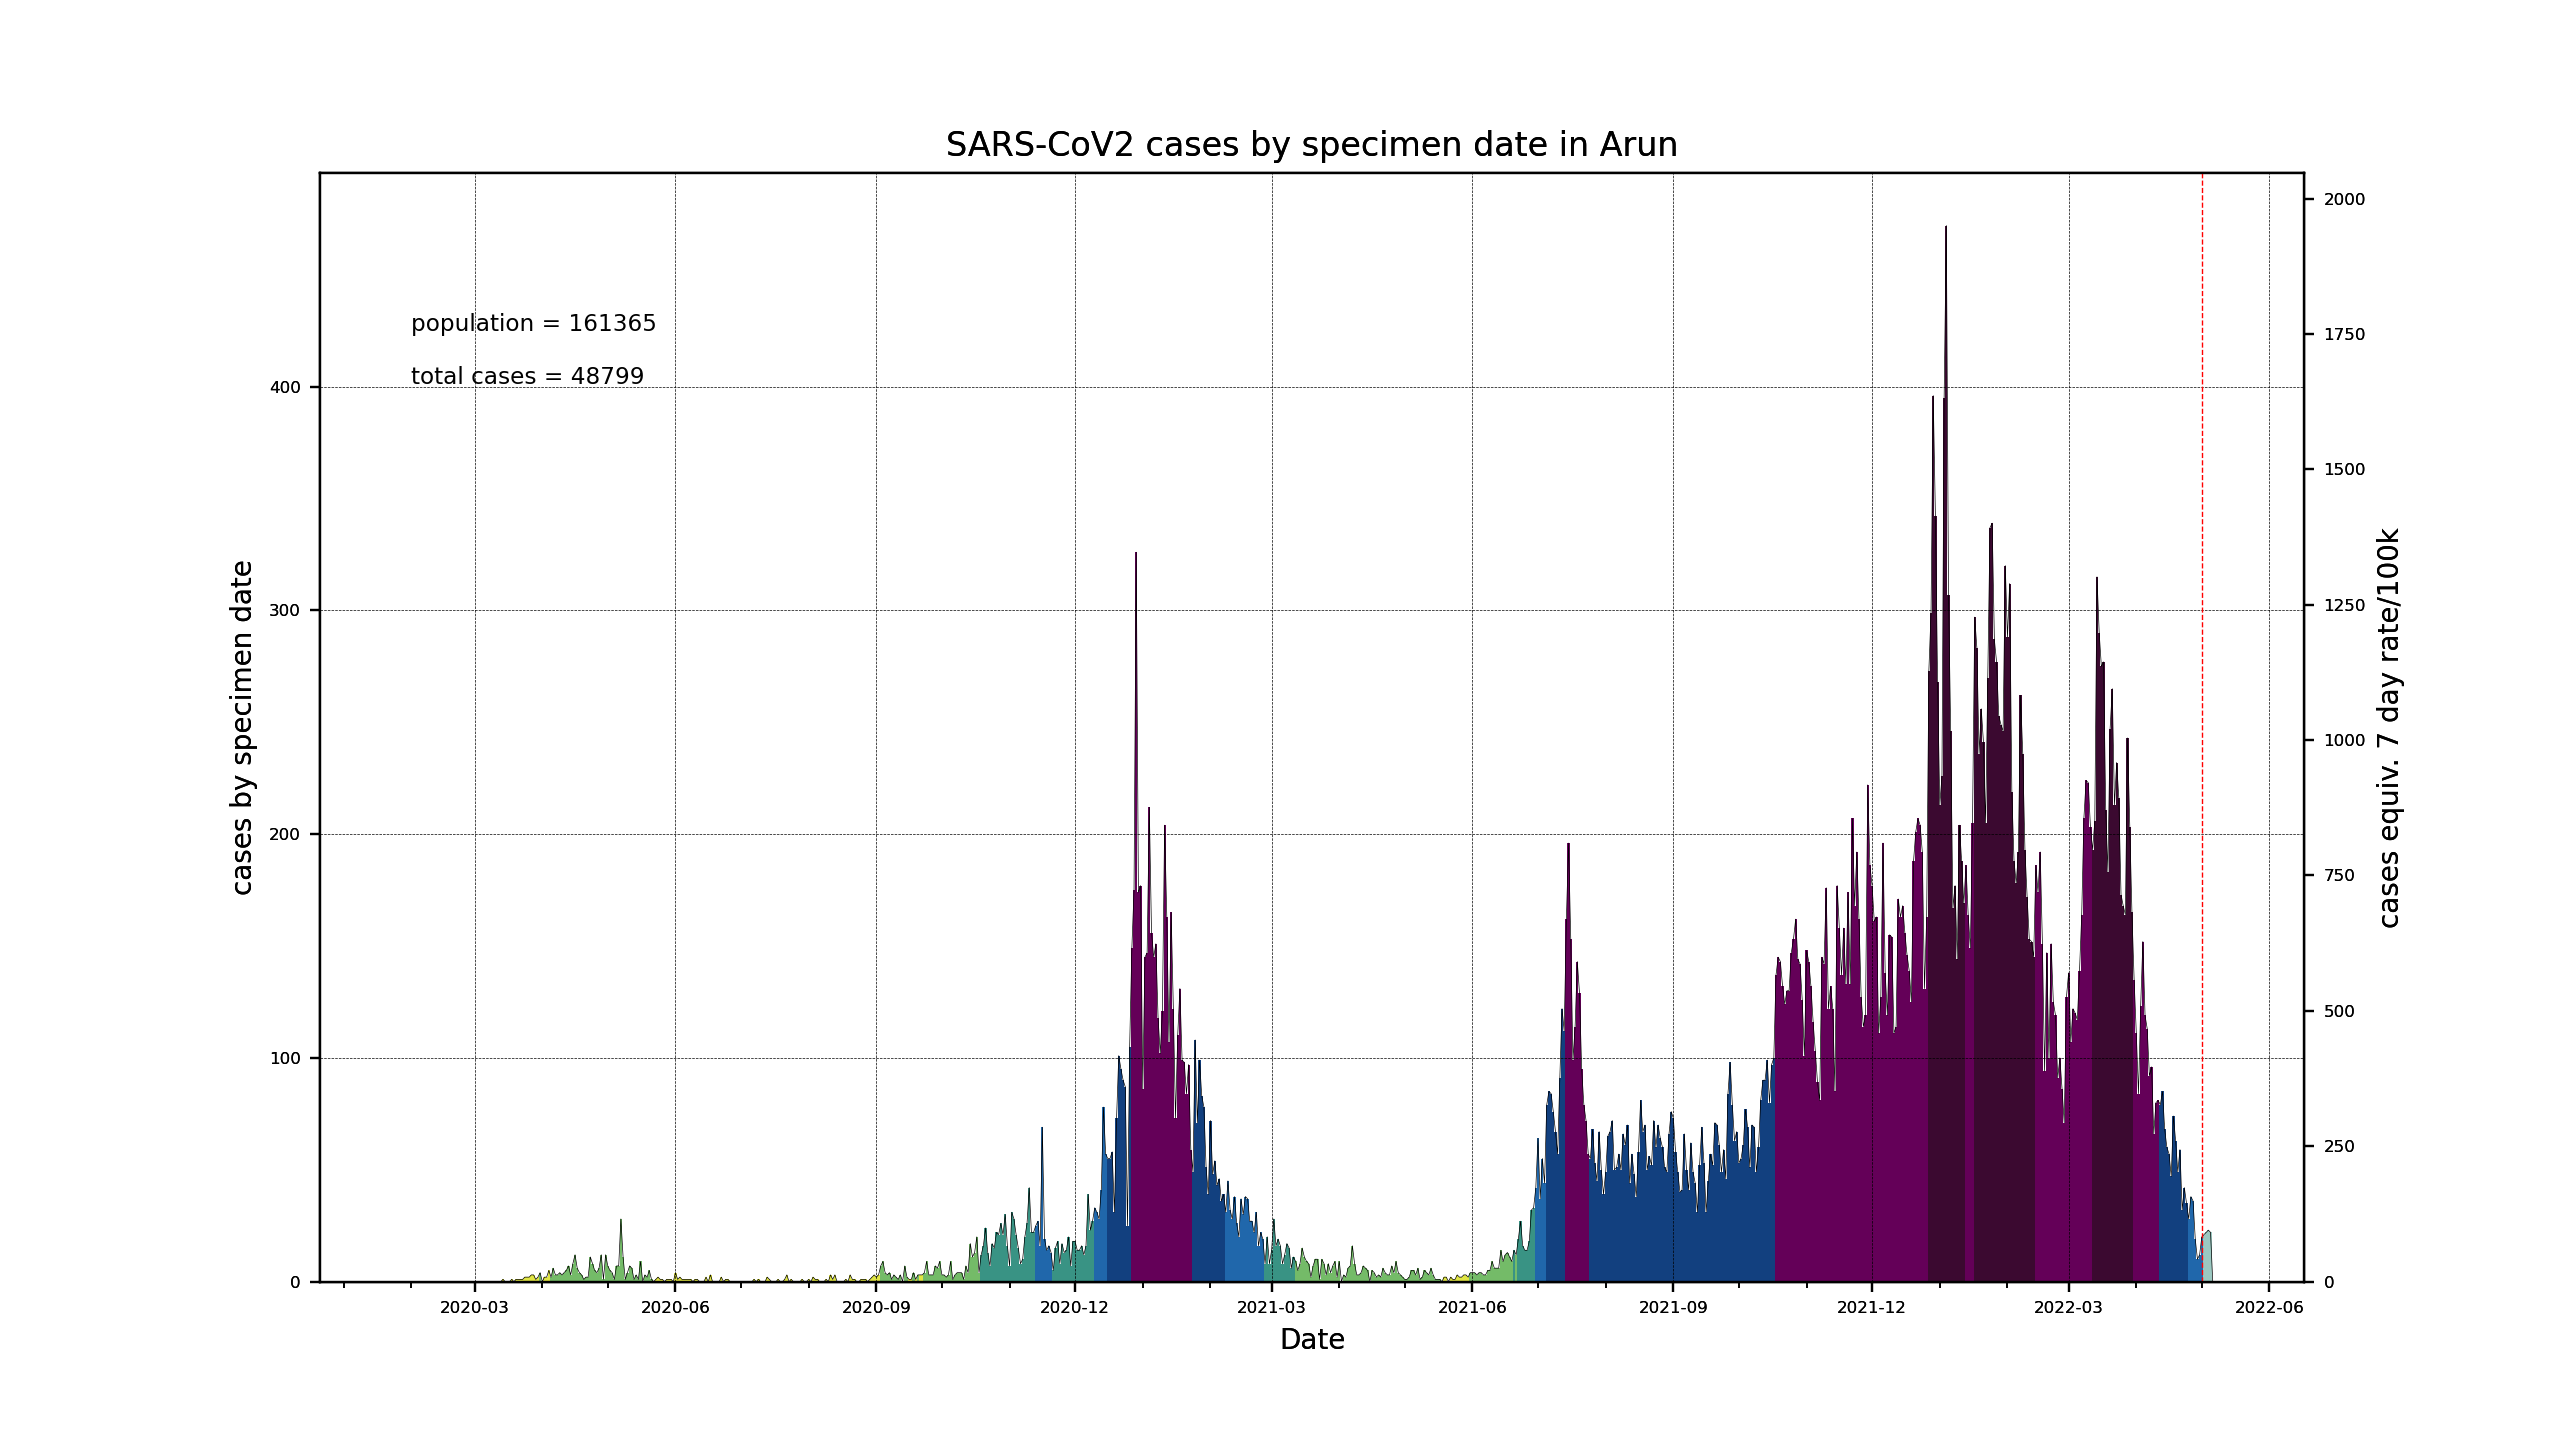 SARS-CoV2 cases by specimen date in Arun
population = 161365
total cases = 48799
cases by specimen date
400
300
200
100
0
2000
1750
1500
1250
1000
750
500
250
0
cases equiv. 7 day rate/100k
2020-03 2020-06 2020-09 2020-12 2021-03 2021-06 2021-09 2021-12 2022-03 2022-06
Date